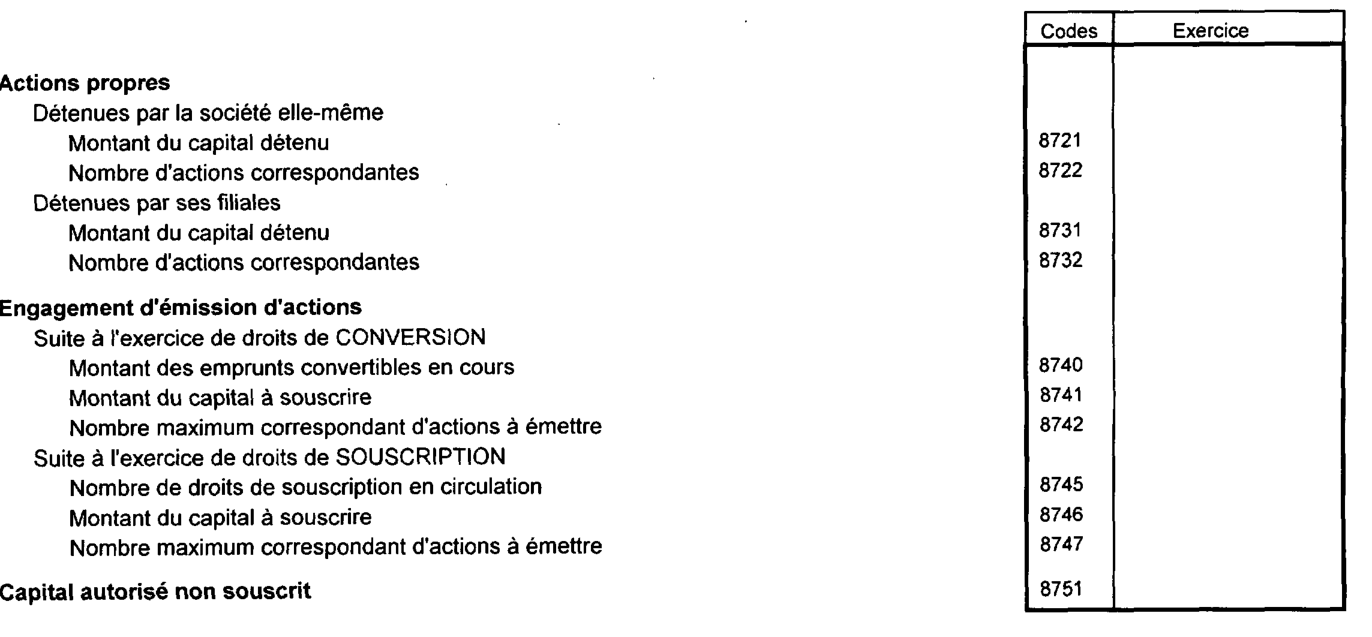 Codes Exercice
Actions propres
Détenues par la société elle-même
Montant du capital détenu 8721
Nombre d'actions correspondantes 8722
Détenues par ses filiales
Montant du capital détenu 8731
Nombre d'actions correspondantes 8732
Engagement d'émission d'actions
Suite à l'exercice de droits de CONVERSION
Montant des emprunts convertibles en cours 8740
Montant du capital à souscrire 8741
Nombre maximum correspondant d'actions à émettre 8742
Suite à l'exercice de droits de SOUSCRIPTION
Nombre de droits de souscription en circulation 8745
Montant du capital à souscrire 8746
Nombre maximum correspondant d'actions à émettre 8747
Capital autorisé non souscrit 8751